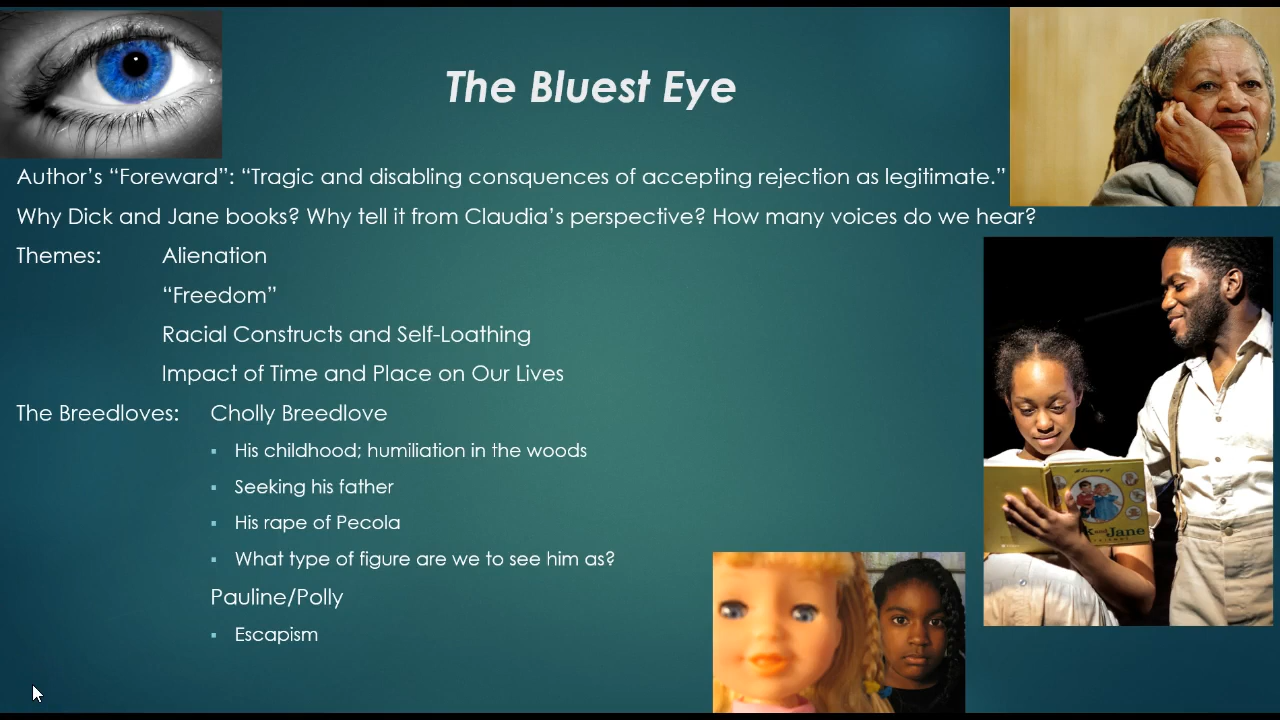 The Bluest Eye
Author’s “Foreward”: “Tragic and disabling consquences of accepting rejection as legitimate.”
Why Dick and Jane books? Why tell it from Claudia’s perspective? How many voices do we hear?
Themes: Alienation
“Freedom”
Racial Constructs and Self-Loathing
Impact of Time and Place on Our Lives
The Breedloves: Cholly Breedlove
▪ His childhood; humiliation in the woods
▪ Seeking his father
▪ His rape of Pecola
▪ What type of figure are we to see him as?
Pauline/Polly
▪ Escapism
and Jane